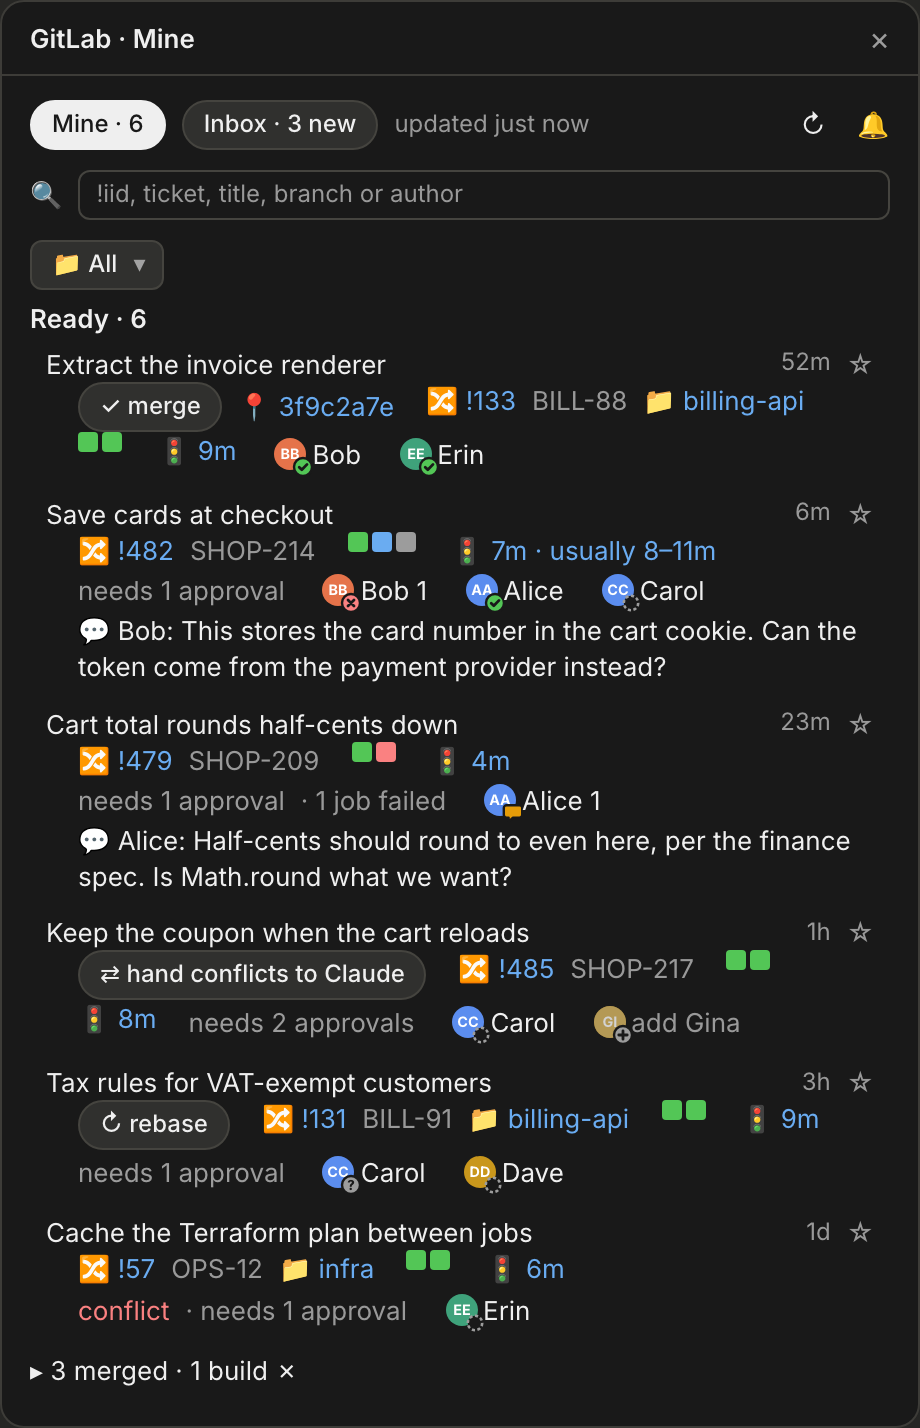 GitLab · Mine ×
Mine · 6 Inbox · 3 new updated just now ↻ 🔔
🔍 !iid, ticket, title, branch or author
📁 All ▾
Ready · 6
Extract the invoice renderer 52m ☆
✓ merge 📍 3f9c2a7e 🔀 !133 BILL-88 📁 billing-api
🚦 9m BB Bob EE Erin
Save cards at checkout 6m ☆
🔀 !482 SHOP-214 🚦 7m · usually 8–11m
needs 1 approval BB Bob 1 AA Alice CC Carol
💬 Bob: This stores the card number in the cart cookie. Can the
token come from the payment provider instead?
Cart total rounds half-cents down 23m ☆
🔀 !479 SHOP-209 🚦 4m
needs 1 approval · 1 job failed AA Alice 1
💬 Alice: Half-cents should round to even here, per the finance
spec. Is Math.round what we want?
Keep the coupon when the cart reloads 1h ☆
⇄ hand conflicts to Claude 🔀 !485 SHOP-217
🚦 8m needs 2 approvals CC Carol GI add Gina
Tax rules for VAT-exempt customers 3h ☆
↻ rebase 🔀 !131 BILL-91 📁 billing-api 🚦 9m
needs 1 approval CC Carol DD Dave
Cache the Terraform plan between jobs 1d ☆
🔀 !57 OPS-12 📁 infra 🚦 6m
conflict · needs 1 approval EE Erin
▸ 3 merged · 1 build ×